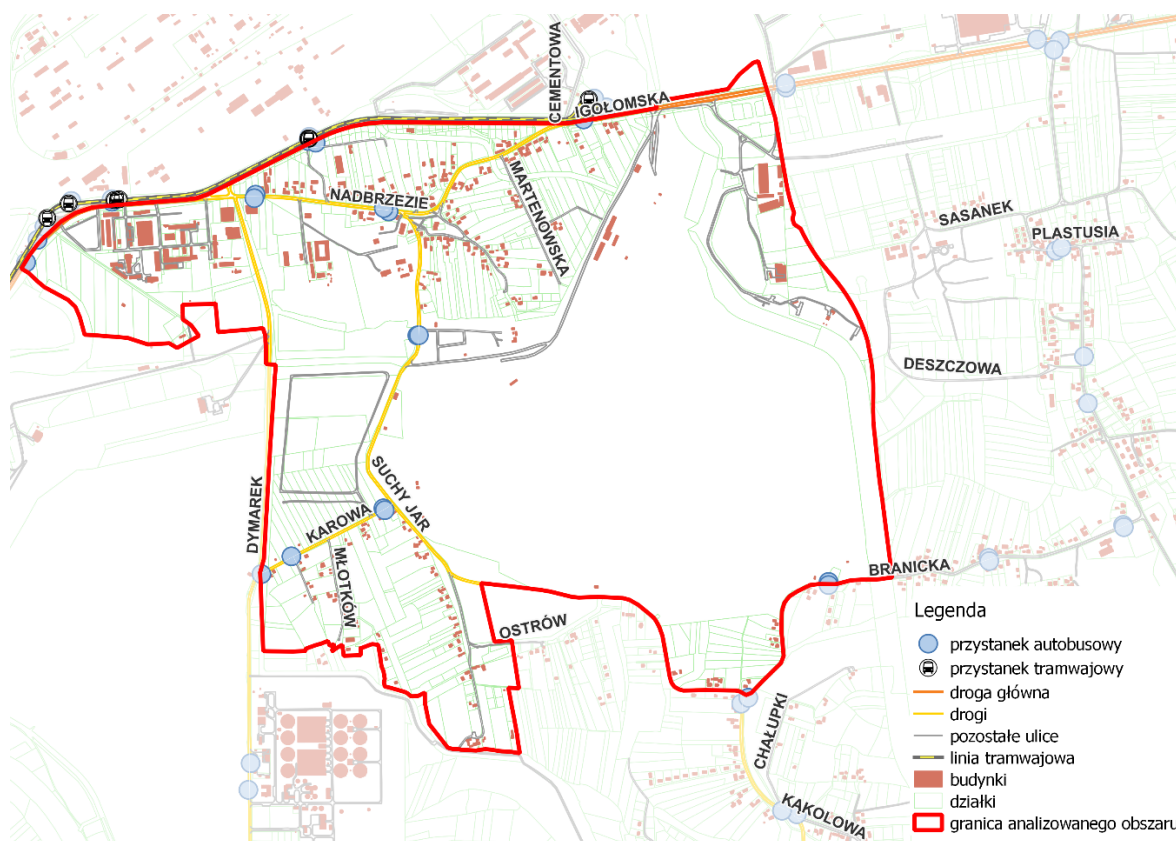 CEMENTOWA
IGOŁOMSKA
MARTENOWSKA
NADBRZEZIE
SASANEK
PLASTUSIA
DESZCZOWA
DYMAREK
SUCHY JAR
KAROWA
MŁOTKÓW
OSTRÓW
BRANICKA
CHAŁUPKI
KĄKOLOWA
Legenda
przystanek autobusowy
przystanek tramwajowy
droga główna
drogi
pozostałe ulice
linia tramwajowa
budynki
działki
granica analizowanego obszaru